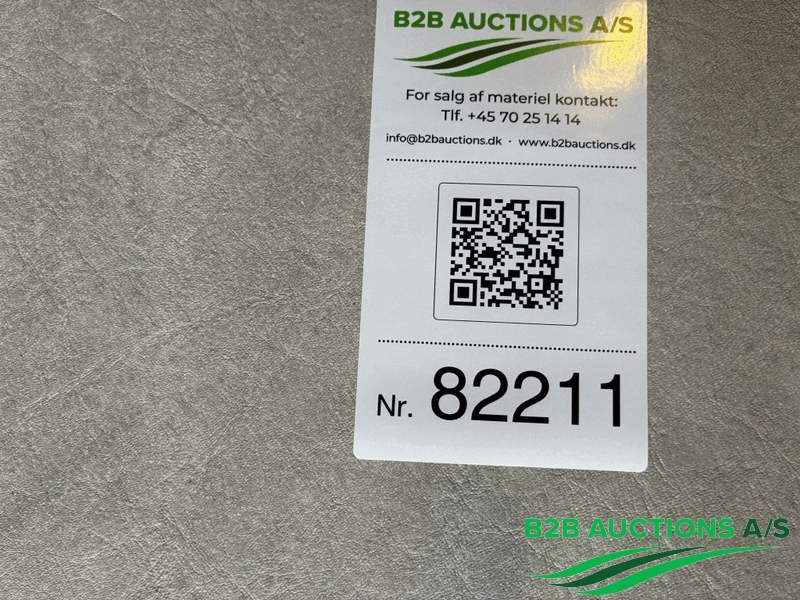 B2B AUCTIONS A/S
For salg af materiel kontakt:
Tlf. +45 70 25 14 14
info@b2bauctions.dk · www.b2bauctions.dk
Nr. 82211
B2B AUCTIONS A/S